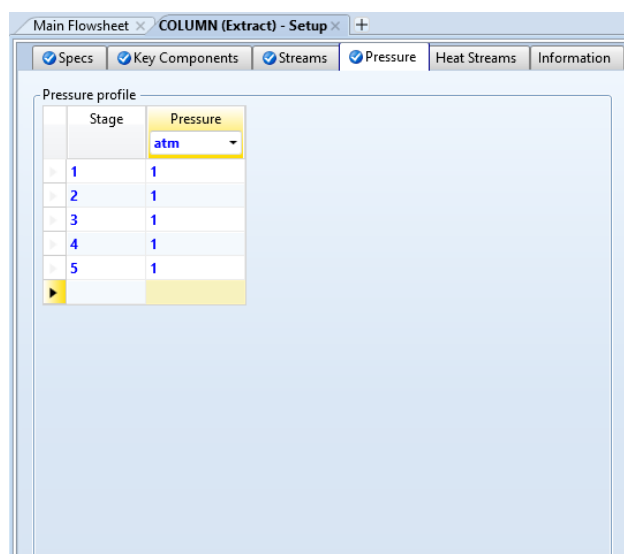 Main Flowsheet × COLUMN (Extract) - Setup × +
Specs Key Components Streams Pressure Heat Streams Information
Pressure profile
Stage Pressure
atm
1 1
2 1
3 1
4 1
5 1